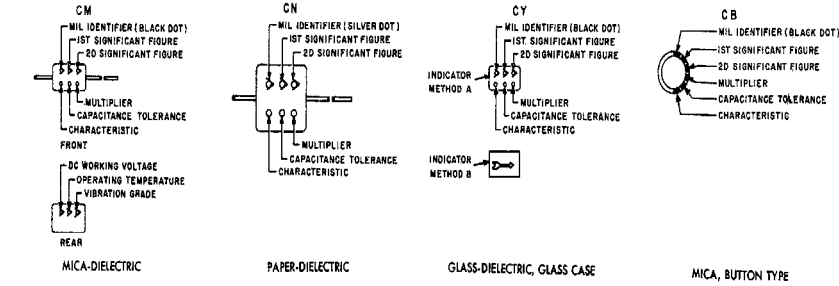 CM
MIL IDENTIFIER (BLACK DOT)
1ST SIGNIFICANT FIGURE
2D SIGNIFICANT FIGURE
MULTIPLIER
CAPACITANCE TOLERANCE
CHARACTERISTIC
FRONT
DC WORKING VOLTAGE
OPERATING TEMPERATURE
VIBRATION GRADE
REAR
MICA-DIELECTRIC
CN
MIL IDENTIFIER (SILVER DOT)
1ST SIGNIFICANT FIGURE
2D SIGNIFICANT FIGURE
MULTIPLIER
CAPACITANCE TOLERANCE
CHARACTERISTIC
PAPER-DIELECTRIC
CY
MIL IDENTIFIER (BLACK DOT)
1ST. SIGNIFICANT FIGURE
2D SIGNIFICANT FIGURE
INDICATOR
METHOD A
MULTIPLIER
CAPACITANCE TOLERANCE
CHARACTERISTIC
INDICATOR
METHOD B
GLASS-DIELECTRIC, GLASS CASE
CB
MIL IDENTIFIER (BLACK DOT)
1ST SIGNIFICANT FIGURE
2D SIGNIFICANT FIGURE
MULTIPLIER
CAPACITANCE TOLERANCE
CHARACTERISTIC
MICA, BUTTON TYPE